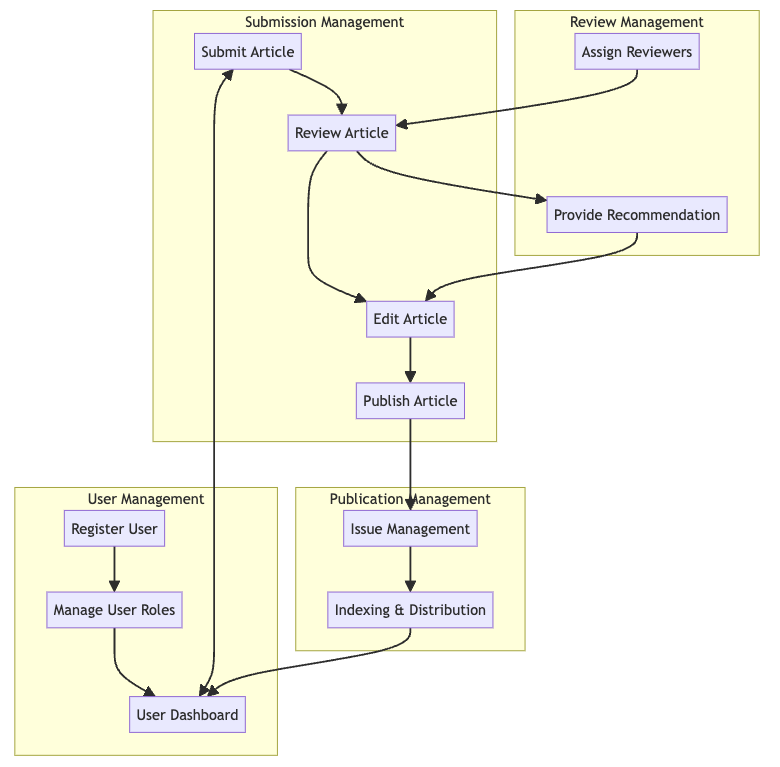 Submission Management
Review Management
Submit Article
Assign Reviewers
Review Article
Provide Recommendation
Edit Article
Publish Article
User Management
Publication Management
Register User
Issue Management
Manage User Roles
Indexing & Distribution
User Dashboard